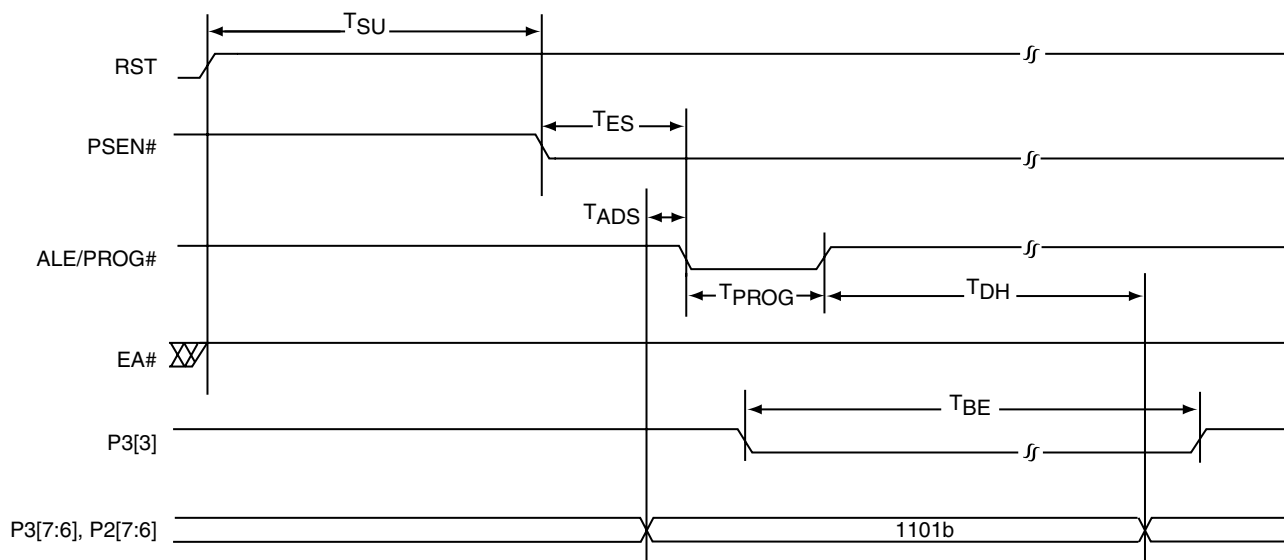 TSU
RST
TES
PSEN#
TADS
ALE/PROG#
TPROG
TDH
EA#
TBE
P3[3]
P3[7:6], P2[7:6]
1101b